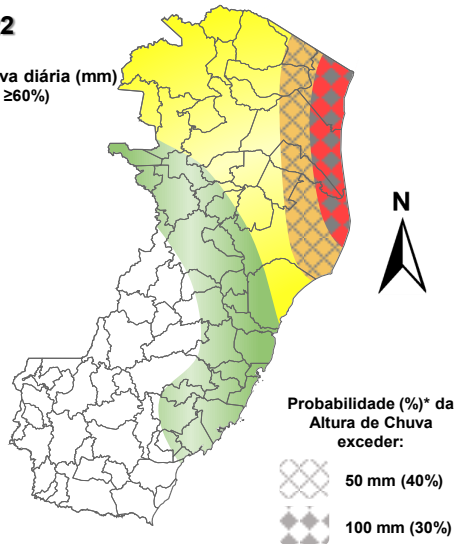 2
va diária (mm)
≥60%)
N
Probabilidade (%)* da
Altura de Chuva
exceder:
50 mm (40%)
100 mm (30%)